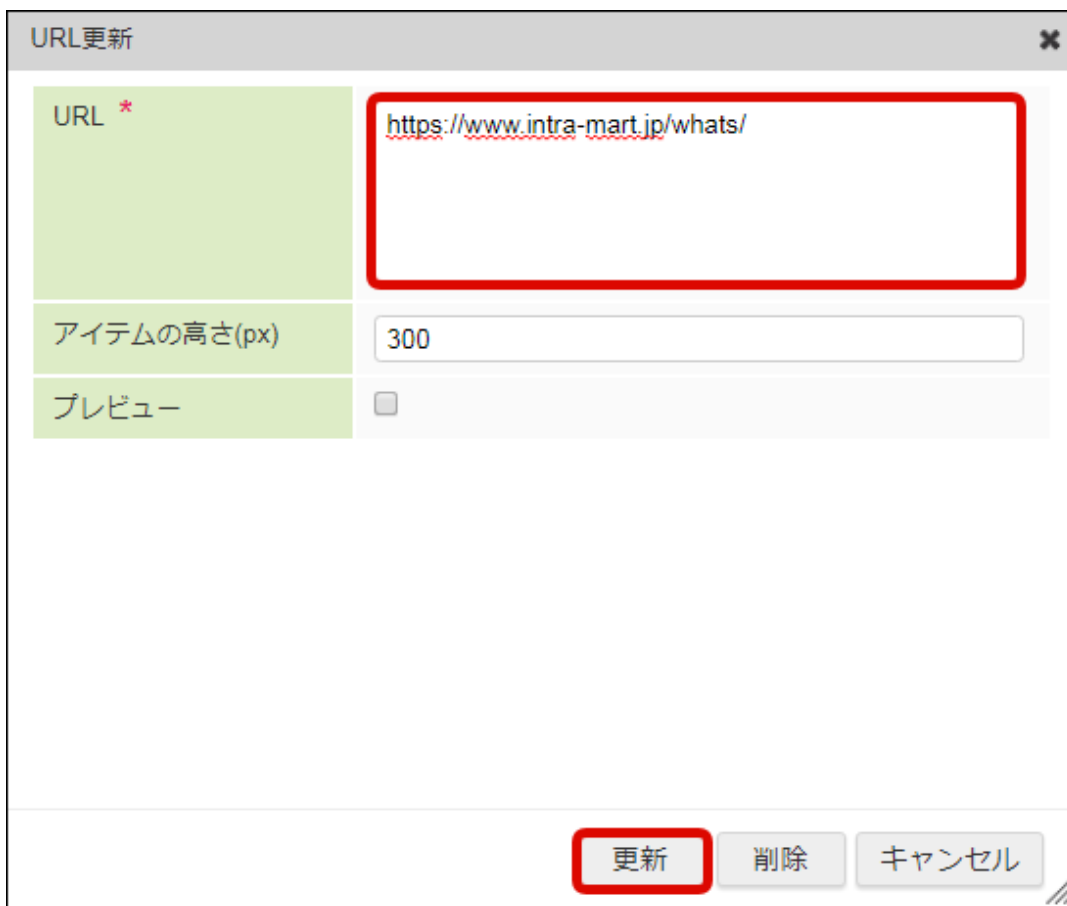 URL更新
URL *
https://www.intra-mart.jp/whats/
アイテムの高さ(px)
300
プレビュー
更新 削除 キャンセル